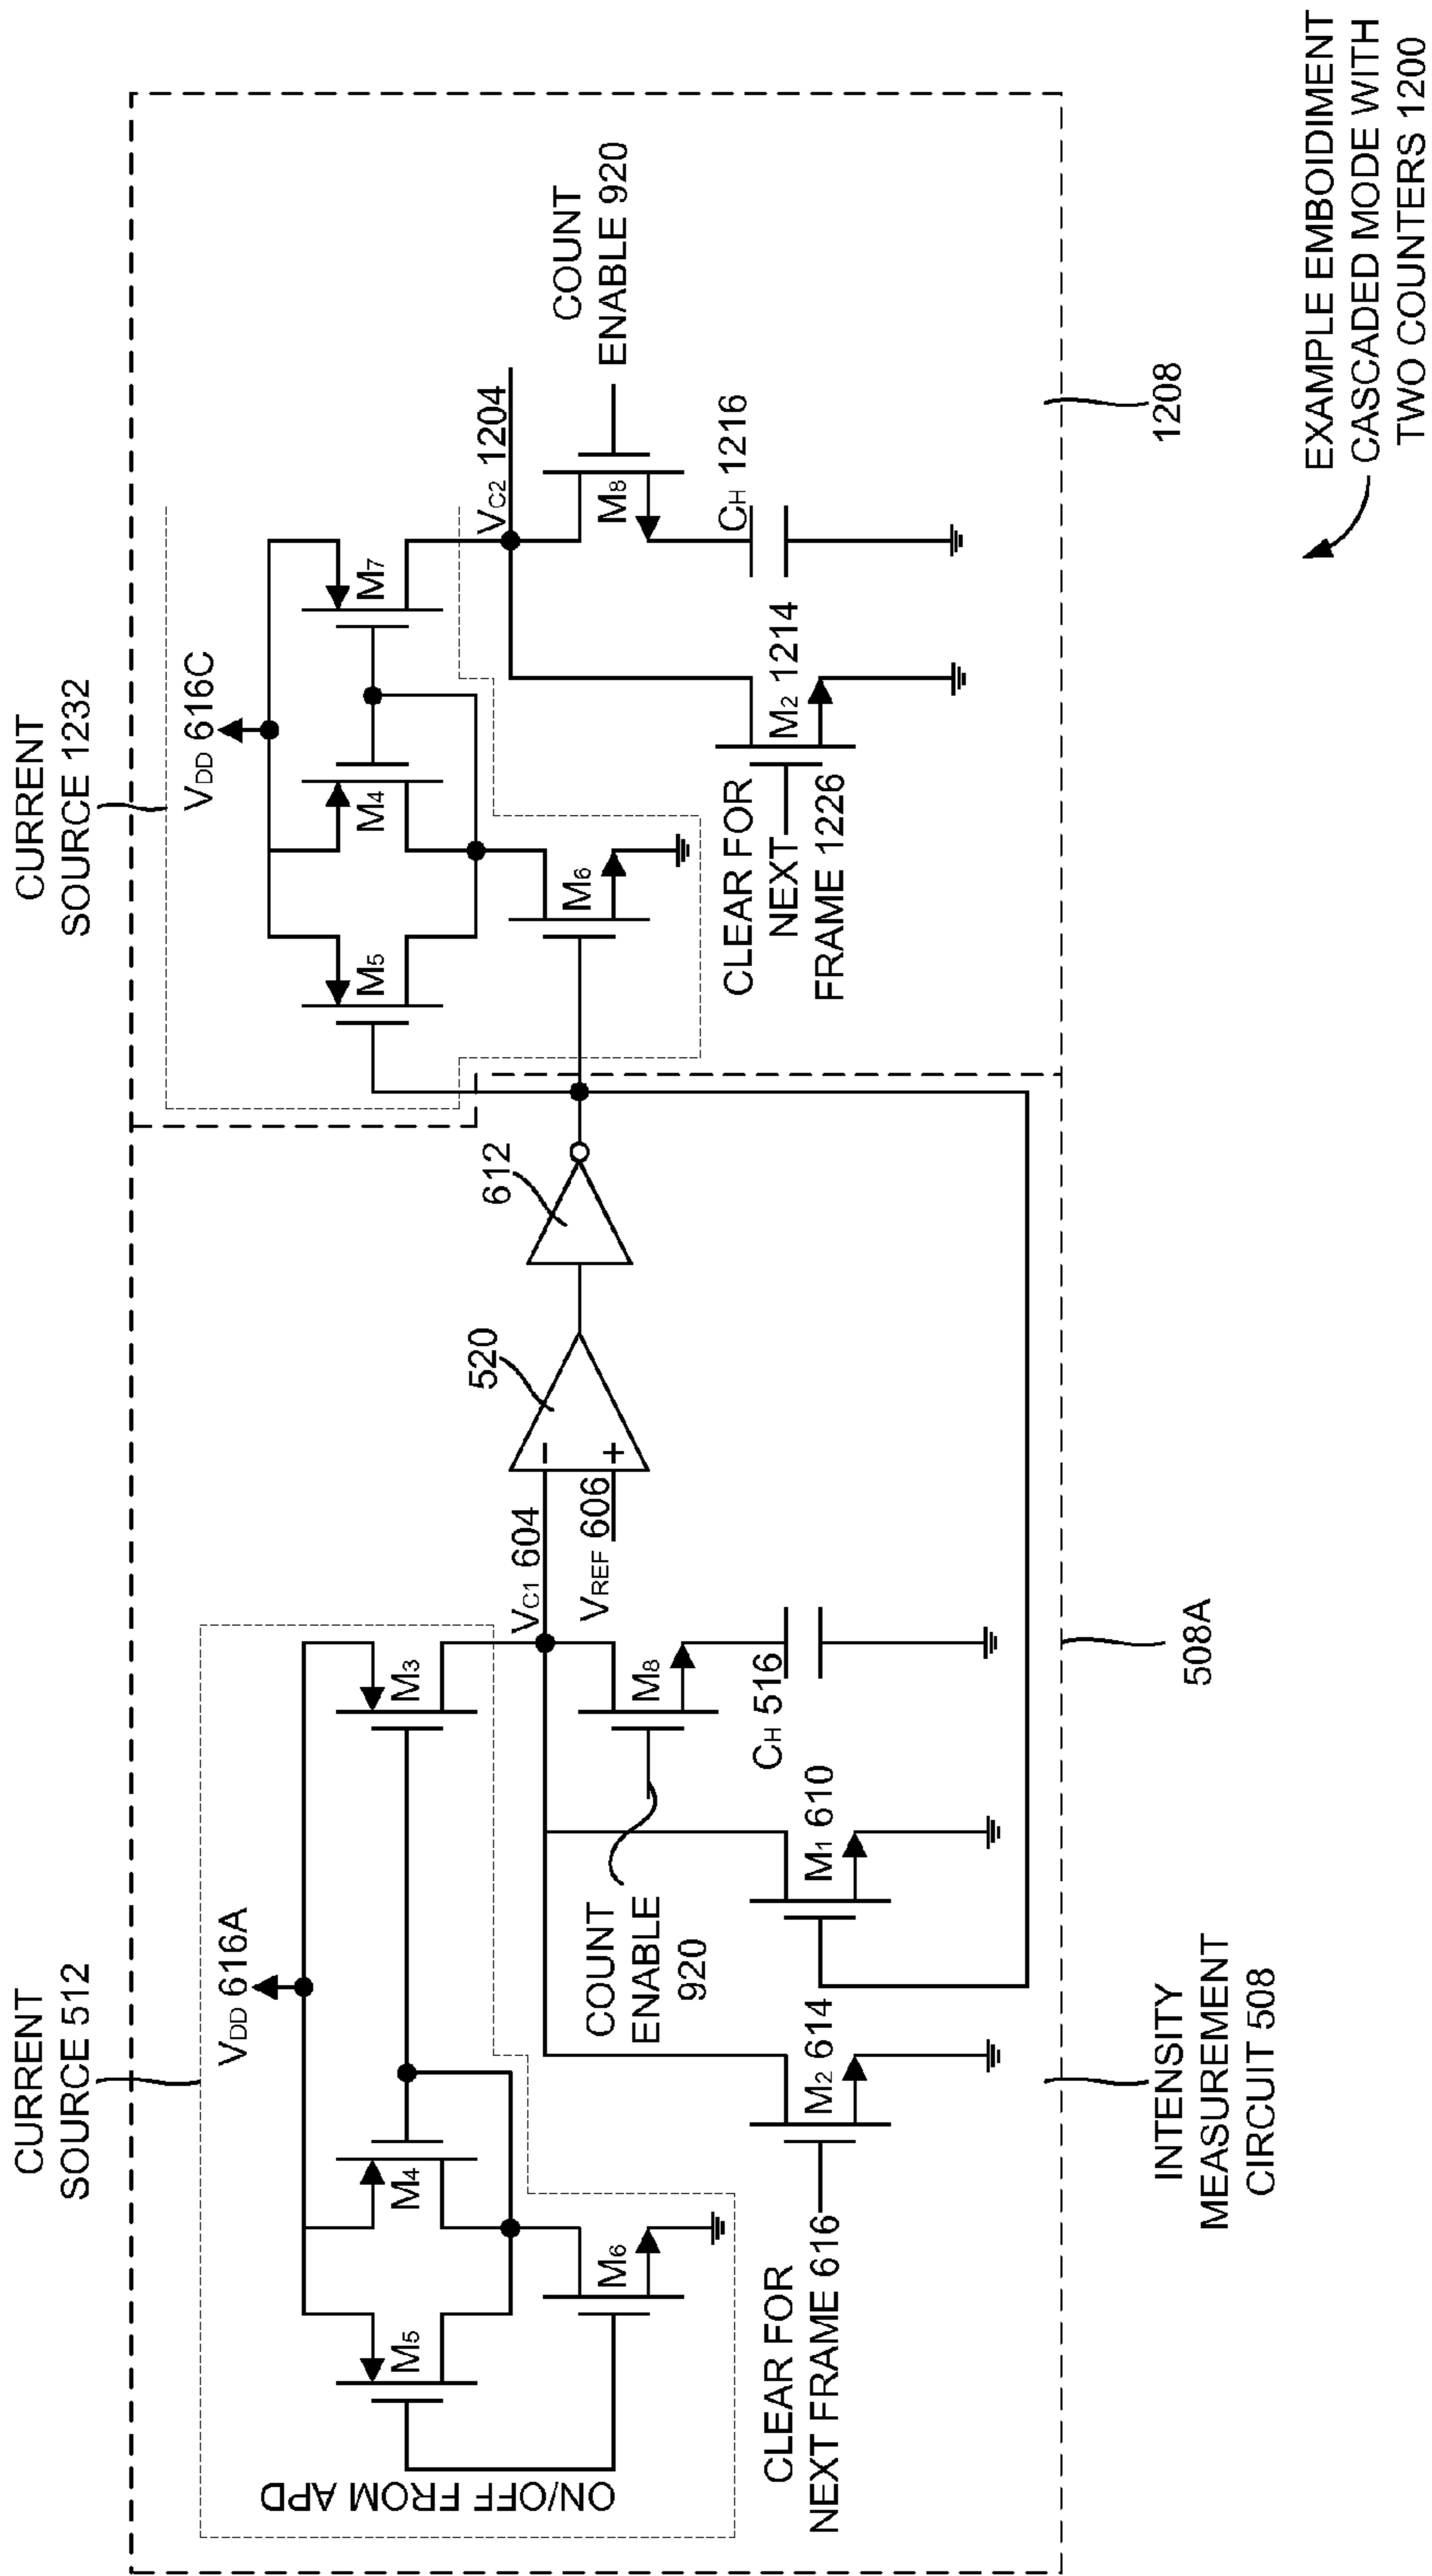 CURRENT
SOURCE 512
VDD 616A
ON/OFF FROM APD
M5
M4
M6
M3
VC1 604
VREF 606
520
612
M8
COUNT
ENABLE
920
CH 516
M1 610
M2 614
CLEAR FOR
NEXT FRAME 616
INTENSITY
MEASUREMENT
CIRCUIT 508
508A
CURRENT
SOURCE 1232
VDD 616C
M5
M4
M7
M6
VC2 1204
COUNT
ENABLE 920
M8
CH 1216
M2 1214
CLEAR FOR
NEXT
FRAME 1226
1208
EXAMPLE EMBOIDIMENT
CASCADED MODE WITH
TWO COUNTERS 1200
-
+